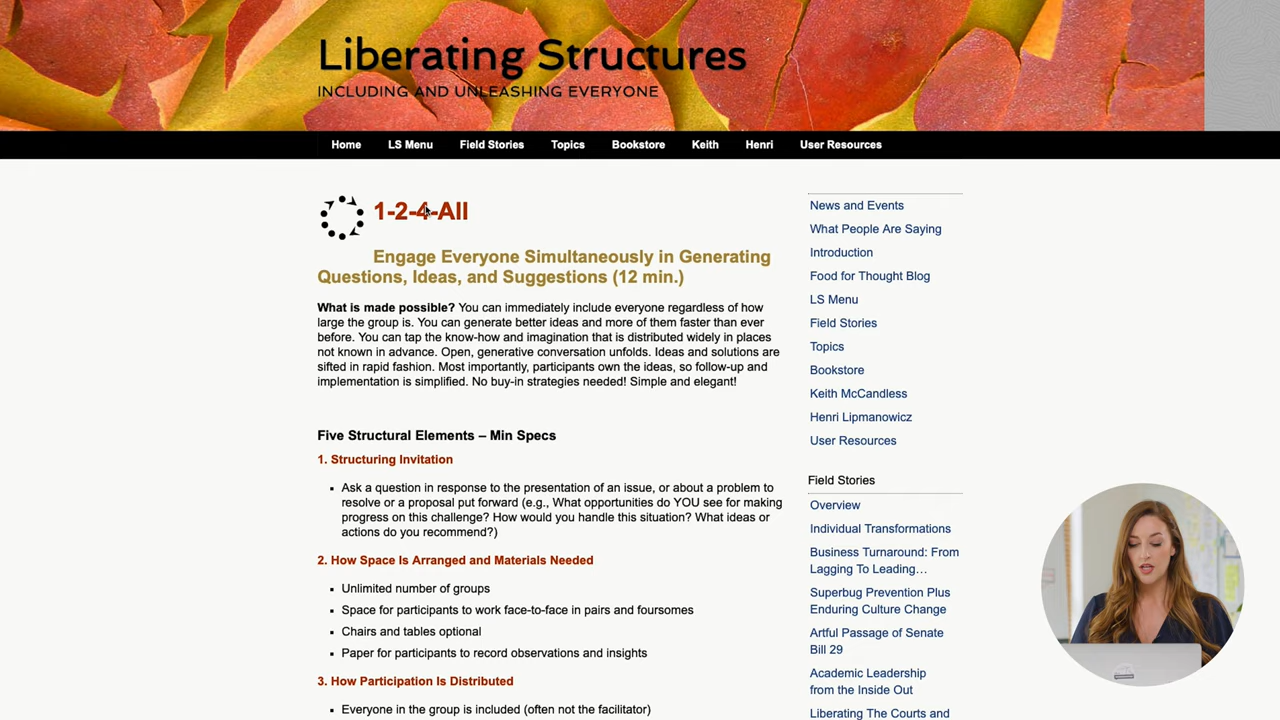 Liberating Structures
INCLUDING AND UNLEASHING EVERYONE
Home LS Menu Field Stories Topics Bookstore Keith Henri User Resources
1-2-4-All
Engage Everyone Simultaneously in Generating
Questions, Ideas, and Suggestions (12 min.)
What is made possible? You can immediately include everyone regardless of how
large the group is. You can generate better ideas and more of them faster than ever
before. You can tap the know-how and imagination that is distributed widely in places
not known in advance. Open, generative conversation unfolds. Ideas and solutions are
sifted in rapid fashion. Most importantly, participants own the ideas, so follow-up and
implementation is simplified. No buy-in strategies needed! Simple and elegant!
Five Structural Elements – Min Specs
1. Structuring Invitation
Ask a question in response to the presentation of an issue, or about a problem to
resolve or a proposal put forward (e.g., What opportunities do YOU see for making
progress on this challenge? How would you handle this situation? What ideas or
actions do you recommend?)
2. How Space Is Arranged and Materials Needed
Unlimited number of groups
Space for participants to work face-to-face in pairs and foursomes
Chairs and tables optional
Paper for participants to record observations and insights
3. How Participation Is Distributed
Everyone in the group is included (often not the facilitator)
News and Events
What People Are Saying
Introduction
Food for Thought Blog
LS Menu
Field Stories
Topics
Bookstore
Keith McCandless
Henri Lipmanowicz
User Resources
Field Stories
Overview
Individual Transformations
Business Turnaround: From
Lagging To Leading…
Superbug Prevention Plus
Enduring Culture Change
Artful Passage of Senate
Bill 29
Academic Leadership
from the Inside Out
Liberating The Courts and